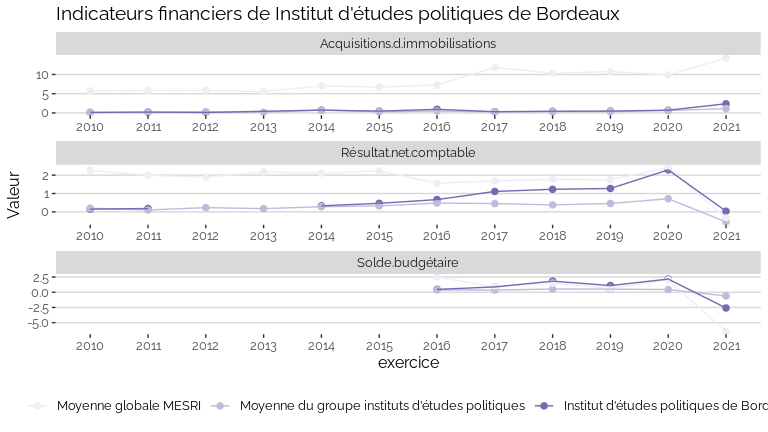 Indicateurs financiers de Institut d'études politiques de Bordeaux
Acquisitions.d.immobilisations
10
5
0
2010 2011 2012 2013 2014 2015 2016 2017 2018 2019 2020 2021
Résultat.net.comptable
2
1
0
2010 2011 2012 2013 2014 2015 2016 2017 2018 2019 2020 2021
Valeur
Solde.budgétaire
2.5
0.0
−2.5
−5.0
2010 2011 2012 2013 2014 2015 2016 2017 2018 2019 2020 2021
exercice
Moyenne globale MESRI Moyenne du groupe instituts d'études politiques Institut d'études politiques de Bord